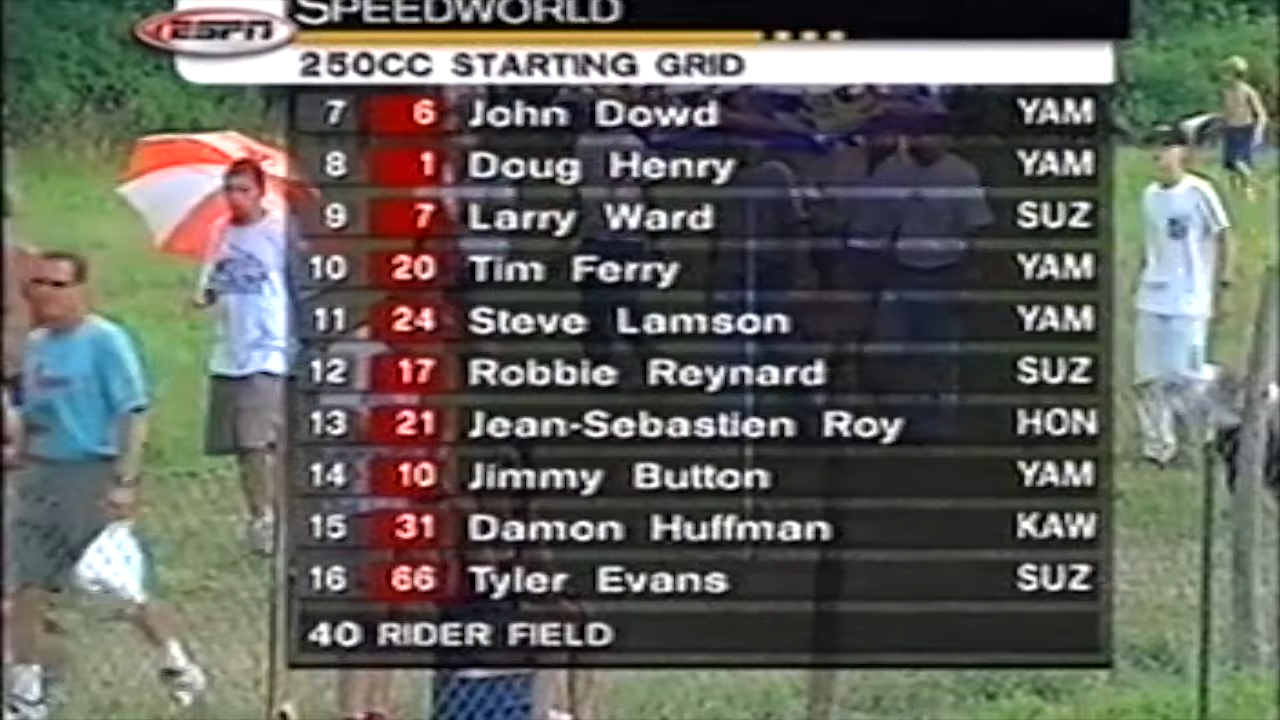 ESPN SPEEDWORLD
250CC STARTING GRID
7 6 John Dowd YAM
8 1 Doug Henry YAM
9 7 Larry Ward SUZ
10 20 Tim Ferry YAM
11 24 Steve Lamson YAM
12 17 Robbie Reynard SUZ
13 21 Jean-Sebastien Roy HON
14 10 Jimmy Button YAM
15 31 Damon Huffman KAW
16 66 Tyler Evans SUZ
40 RIDER FIELD